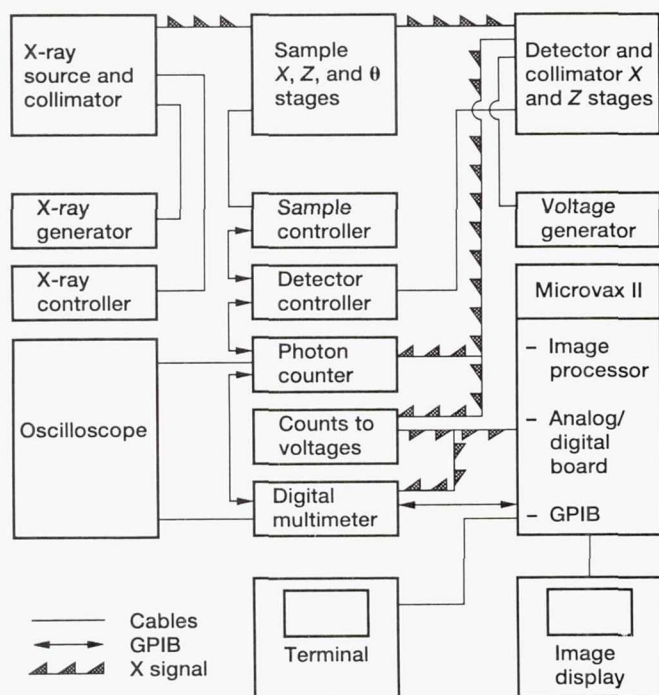 X-ray
source and
collimator
Sample
X, Z, and θ
stages
Detector and
collimator X
and Z stages
X-ray
generator
Sample
controller
Voltage
generator
X-ray
controller
Detector
controller
Microvax II
Oscilloscope
Photon
counter
– Image
processor
Counts to
voltages
– Analog/
digital
board
Digital
multimeter
– GPIB
Cables
GPIB
X signal
Terminal
Image
display